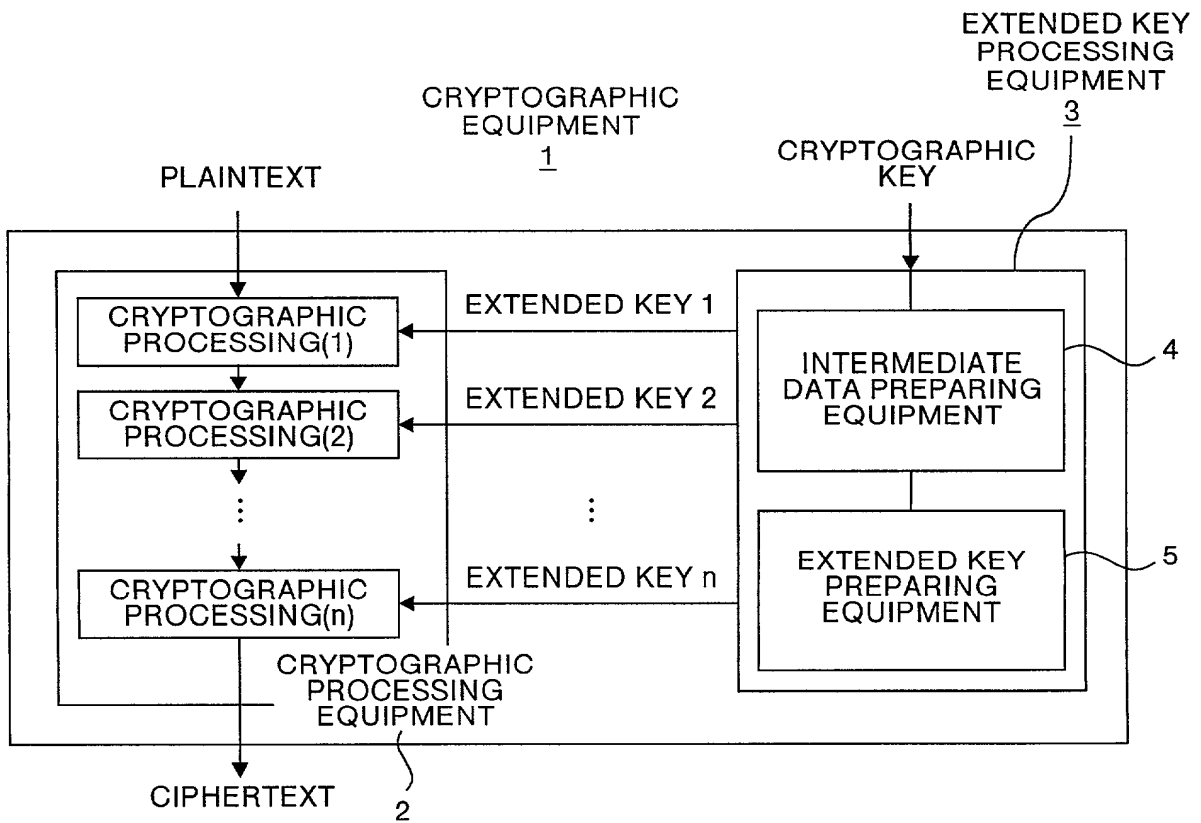 EXTENDED KEY
PROCESSING
EQUIPMENT
3
CRYPTOGRAPHIC
EQUIPMENT
1
CRYPTOGRAPHIC
KEY
PLAINTEXT
CRYPTOGRAPHIC
PROCESSING(1)
EXTENDED KEY 1
INTERMEDIATE
DATA PREPARING
EQUIPMENT
4
CRYPTOGRAPHIC
PROCESSING(2)
EXTENDED KEY 2
⋮
⋮
CRYPTOGRAPHIC
PROCESSING(n)
EXTENDED KEY n
EXTENDED KEY
PREPARING
EQUIPMENT
5
CRYPTOGRAPHIC
PROCESSING
EQUIPMENT
2
CIPHERTEXT